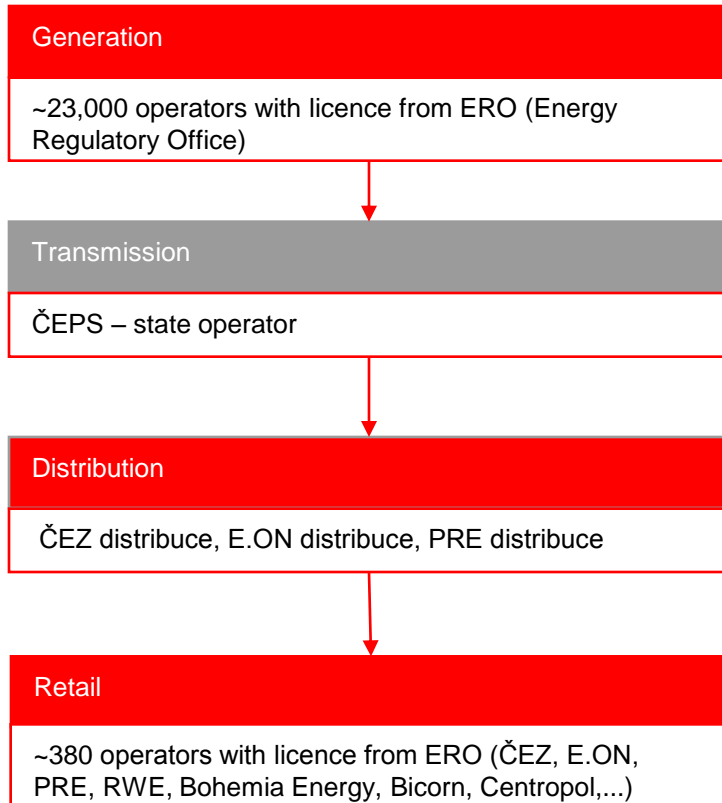 Generation
~23,000 operators with licence from ERO (Energy
Regulatory Office)
Transmission
ČEPS – state operator
Distribution
ČEZ distribuce, E.ON distribuce, PRE distribuce
Retail
~380 operators with licence from ERO (ČEZ, E.ON,
PRE, RWE, Bohemia Energy, Bicorn, Centropol,...)